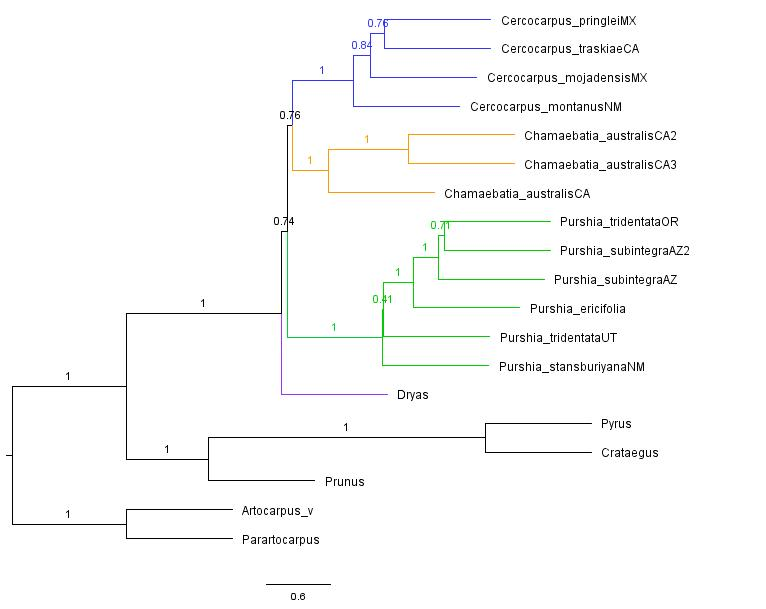 0.76
Cercocarpus_pringleiMX
0.84
Cercocarpus_traskiaeCA
1
Cercocarpus_mojadensisMX
Cercocarpus_montanusNM
0.76
Chamaebatia_australisCA2
1
1
Chamaebatia_australisCA3
Chamaebatia_australisCA
0.74
0.71
Purshia_tridentataOR
1
Purshia_subintegraAZ2
1
Purshia_subintegraAZ
0.41
1
Purshia_ericifolia
1
Purshia_tridentataUT
Purshia_stansburiyanaNM
1
Dryas
1
Pyrus
1
Crataegus
Prunus
1
Artocarpus_v
Parartocarpus
0.6